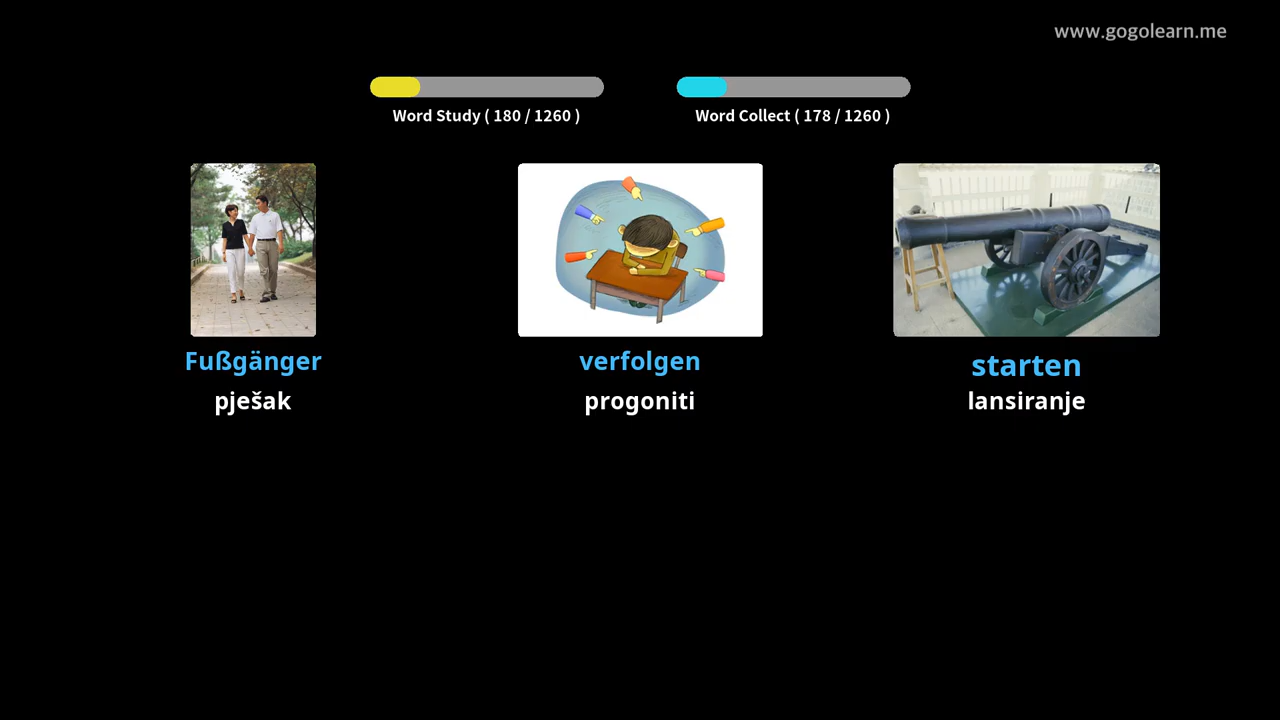 www.gogolearn.me
Word Study ( 180 / 1260 )
Word Collect ( 178 / 1260 )
Fußgänger
pješak
verfolgen
progoniti
starten
lansiranje